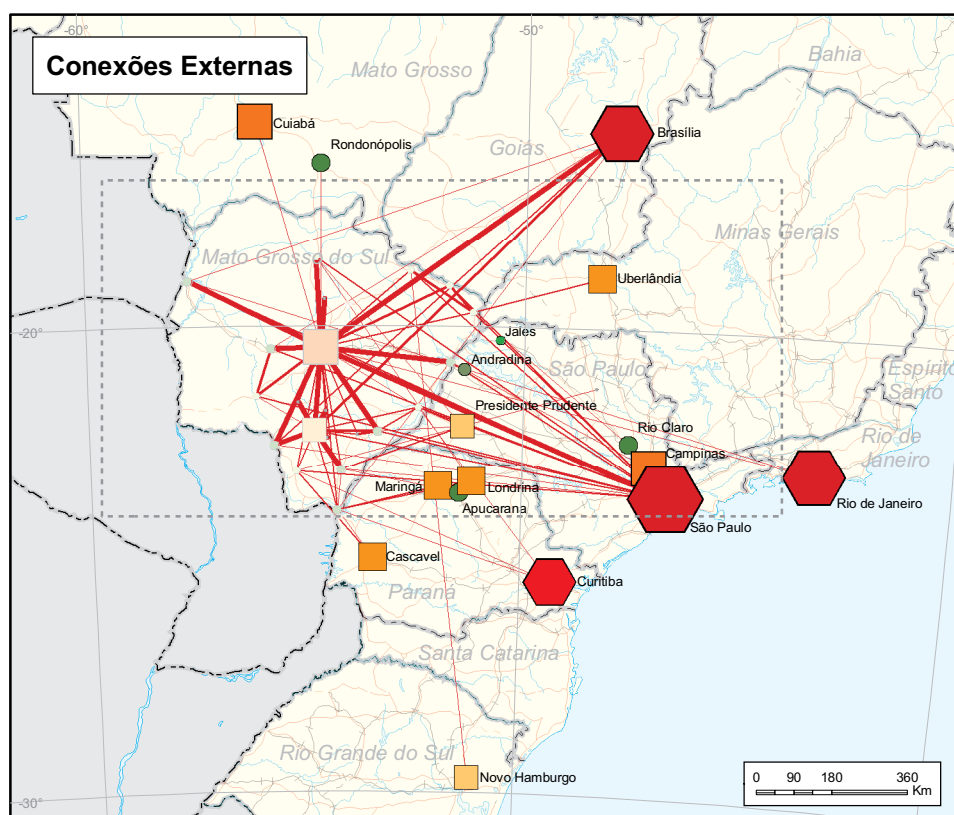 -60°
-50°
Conexões Externas
Mato Grosso
Bahia
Cuiabá
Brasília
Rondonópolis
Goiás
Minas Gerais
Mato Grosso do Sul
Uberlândia
-20°
Jales
Andradina
São Paulo
Espírito
Santo
Presidente Prudente
Rio Claro
Rio de
Janeiro
Campinas
Maringá
Londrina
Rio de Janeiro
Apucarana
São Paulo
Cascavel
Curitiba
Paraná
Santa Catarina
Rio Grande do Sul
Novo Hamburgo
0 90 180 360
Km
-30°